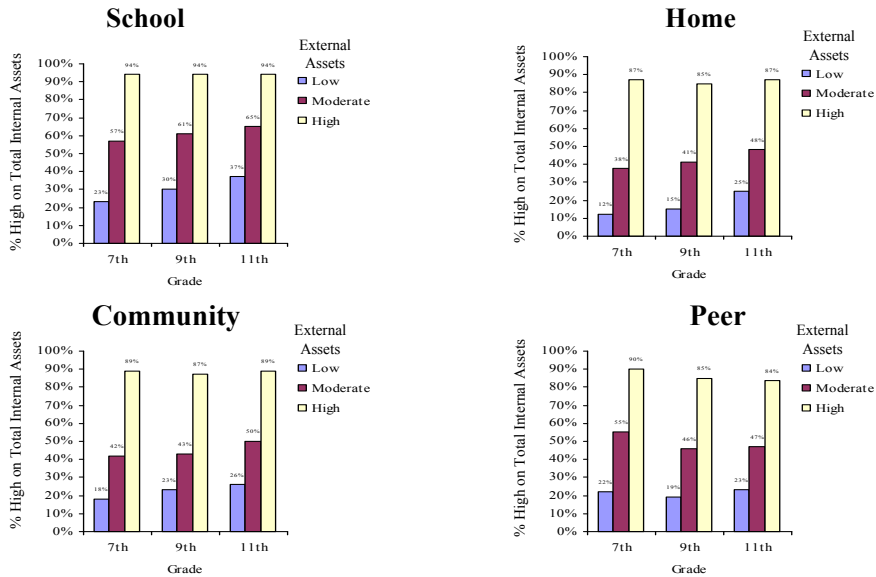 School
External
Assets
Low
Moderate
High
% High on Total Internal Assets
100%
90%
80%
70%
60%
50%
40%
30%
20%
10%
0%
23%
57%
94%
30%
61%
94%
37%
65%
94%
7th 9th 11th
Grade
Home
External
Assets
Low
Moderate
High
% High on Total Internal Assets
100%
90%
80%
70%
60%
50%
40%
30%
20%
10%
0%
12%
38%
87%
15%
41%
85%
25%
48%
87%
7th 9th 11th
Grade
Community
External
Assets
Low
Moderate
High
% High on Total Internal Assets
100%
90%
80%
70%
60%
50%
40%
30%
20%
10%
0%
18%
42%
89%
23%
43%
87%
26%
50%
89%
7th 9th 11th
Grade
Peer
External
Assets
Low
Moderate
High
% High on Total Internal Assets
100%
90%
80%
70%
60%
50%
40%
30%
20%
10%
0%
22%
55%
90%
19%
46%
85%
23%
47%
84%
7th 9th 11th
Grade